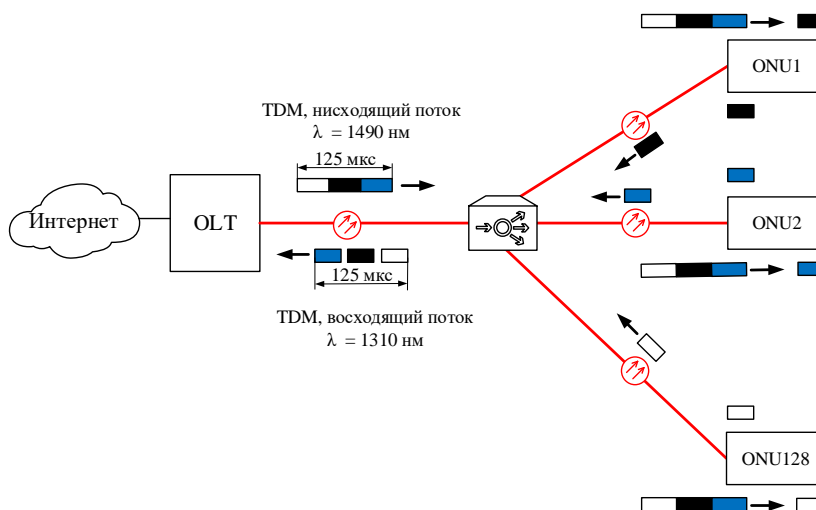 ONU1
TDM, нисходящий поток
λ = 1490 нм
125 мкс
Интернет
OLT
ONU2
125 мкс
TDM, восходящий поток
λ = 1310 нм
ONU128